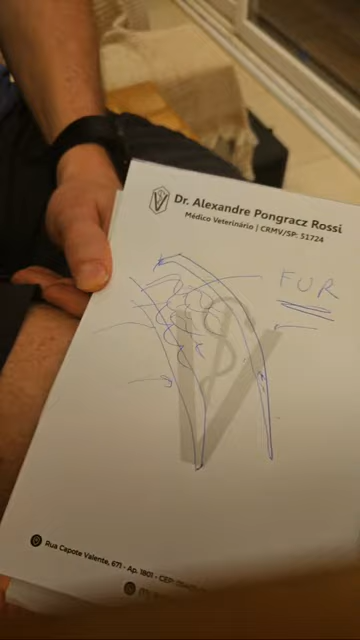 Dr. Alexandre Pongracz Rossi
Médico Veterinário | CRMV/SP: 51724
FUR
Rua Capote Valente, 671 - Ap. 1801 - CEP: